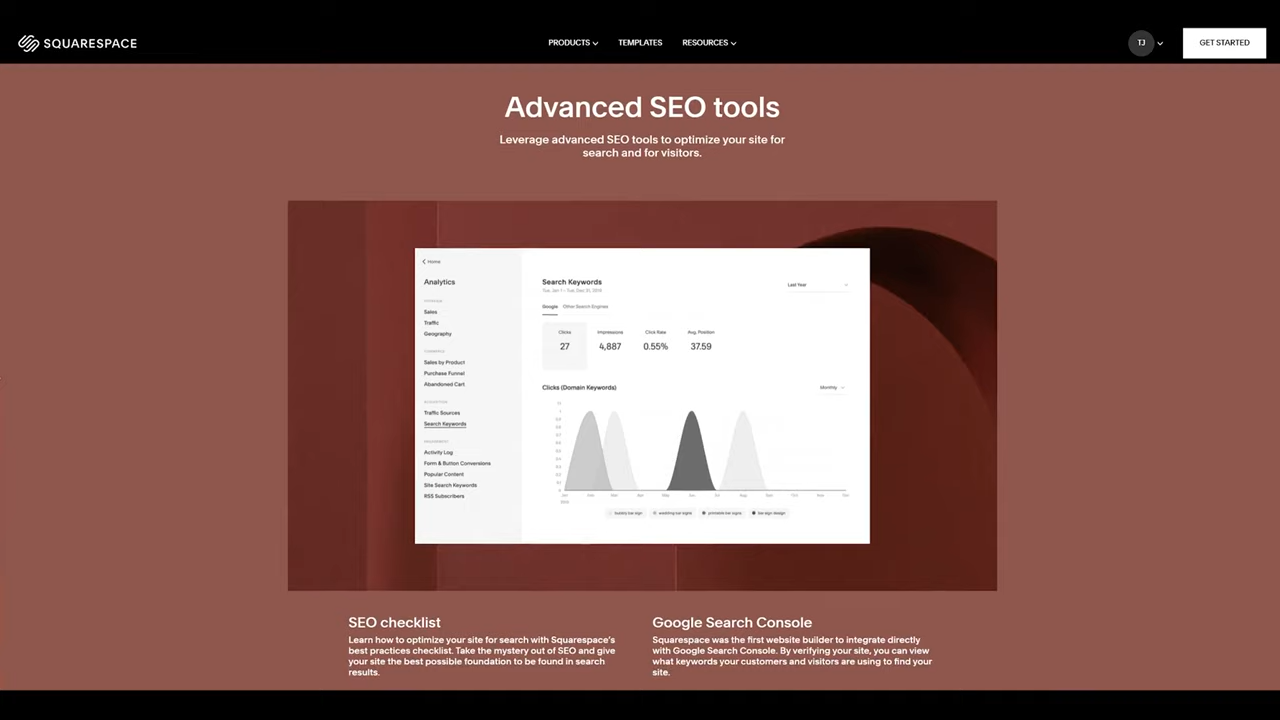 SQUARESPACE
PRODUCTS
TEMPLATES
RESOURCES
TJ
GET STARTED
Advanced SEO tools
Leverage advanced SEO tools to optimize your site for
search and for visitors.
Home
Analytics
Sales
Traffic
Geography
Sales by Product
Purchase Funnel
Abandoned Cart
Traffic Sources
Search Keywords
Activity Log
Form & Button Conversions
Popular Content
Site Search Keywords
RSS Subscribers
Search Keywords
Last Year
Google
Other Search Engines
Clicks
27
Impressions
4,887
Click Rate
0.55%
Avg. Position
37.59
Clicks (Domain Keywords)
Monthly
SEO checklist
Learn how to optimize your site for search with Squarespace's
best practices checklist. Take the mystery out of SEO and give
your site the best possible foundation to be found in search
results.
Google Search Console
Squarespace was the first website builder to integrate directly
with Google Search Console. By verifying your site, you can view
what keywords your customers and visitors are using to find your
site.